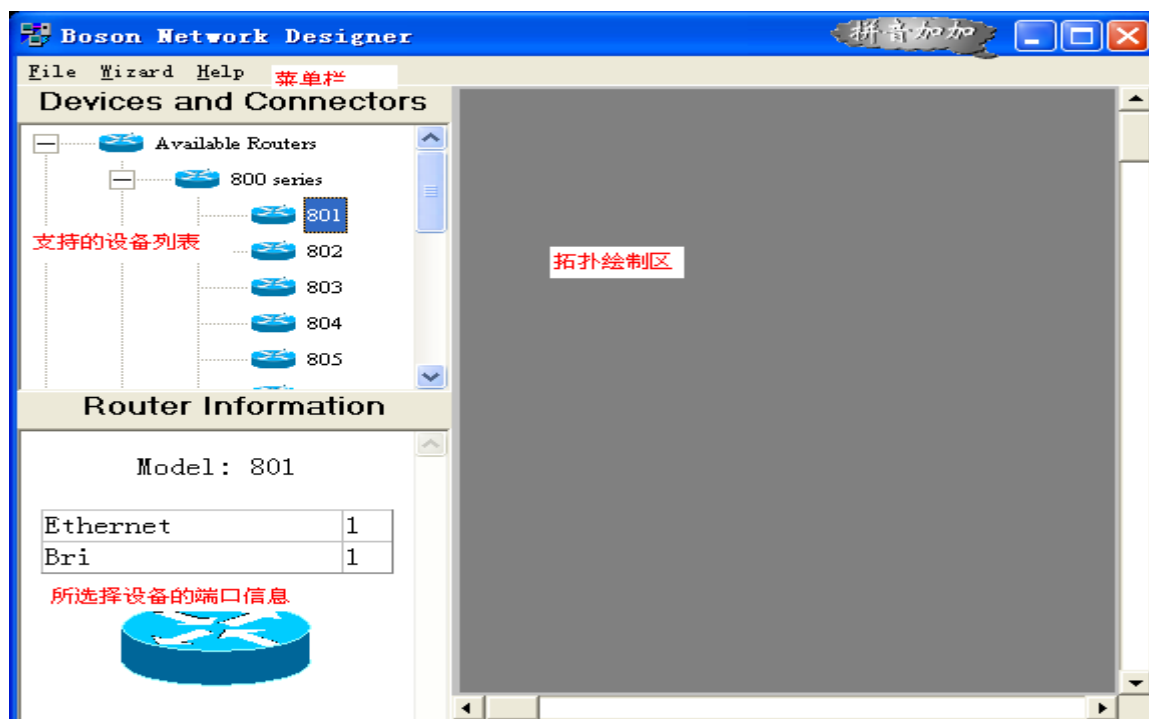 Boson Network Designer
拼音加加
File Wizard Help 菜单栏
Devices and Connectors
Available Routers
800 series
801
支持的设备列表
802
拓扑绘制区
803
804
805
Router Information
Model: 801
Ethernet 1
Bri 1
所选择设备的端口信息